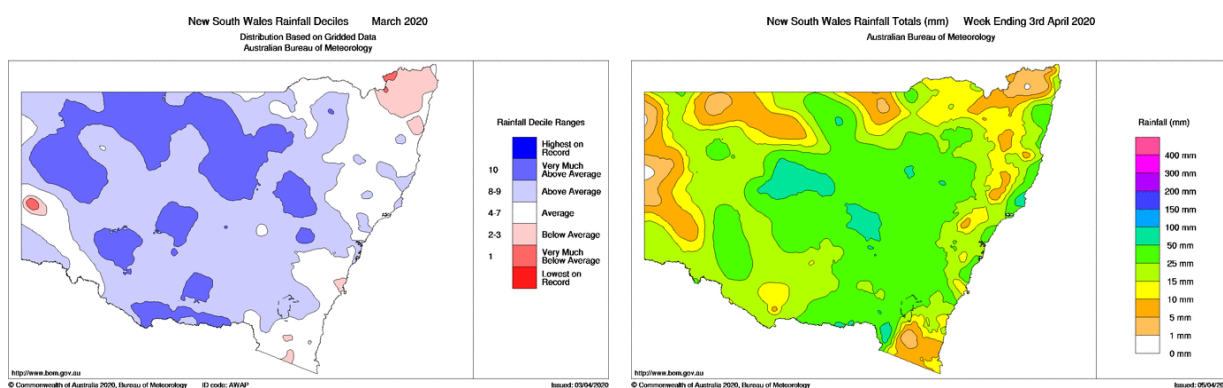 New South Wales Rainfall Deciles March 2020
Distribution Based on Gridded Data
Australian Bureau of Meteorology
Rainfall Decile Ranges
Highest on
Record
10
Very Much
Above Average
8-9
Above Average
4-7
Average
2-3
Below Average
1
Very Much
Below Average
Lowest on
Record
http://www.bom.gov.au
© Commonwealth of Australia 2020, Bureau of Meteorology ID code: AWAP Issued: 03/04/2020
New South Wales Rainfall Totals (mm) Week Ending 3rd April 2020
Australian Bureau of Meteorology
Rainfall (mm)
400 mm
300 mm
200 mm
150 mm
100 mm
50 mm
25 mm
15 mm
10 mm
5 mm
1 mm
0 mm
http://www.bom.gov.au
© Commonwealth of Australia 2020, Bureau of Meteorology Issued: 05/04/2020